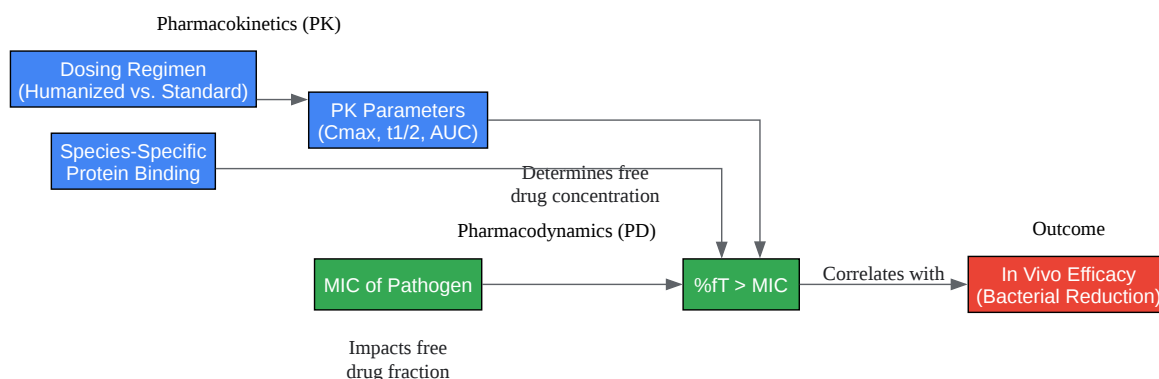 Pharmacokinetics (PK)
Dosing Regimen
(Humanized vs. Standard)
PK Parameters
(Cmax, t1/2, AUC)
Species-Specific
Protein Binding
Determines free
drug concentration
Pharmacodynamics (PD)
Outcome
MIC of Pathogen
%fT > MIC
Correlates with
In Vivo Efficacy
(Bacterial Reduction)
Impacts free
drug fraction